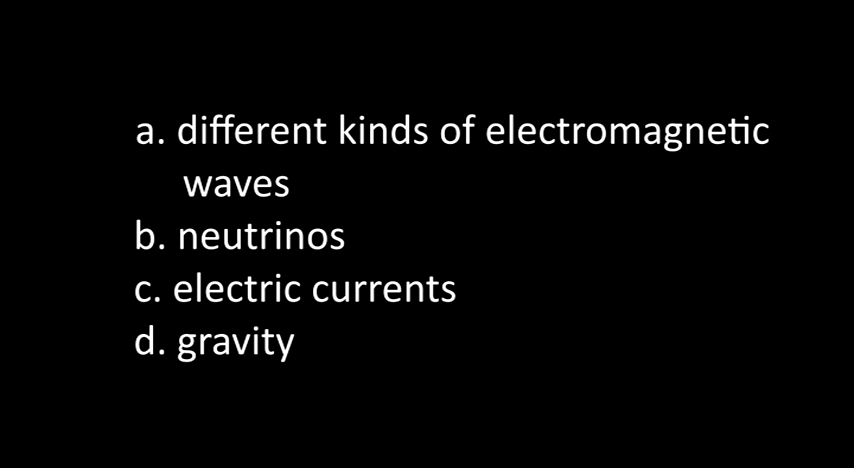 a. different kinds of electromagnetic
waves
b. neutrinos
c. electric currents
d. gravity